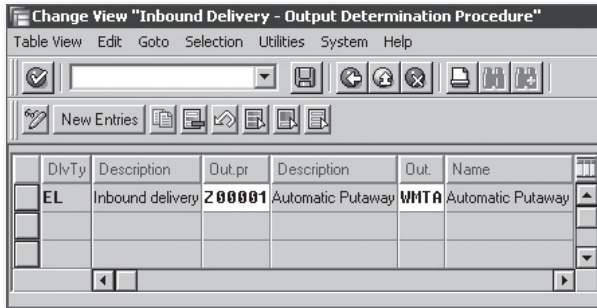 Change View "Inbound Delivery - Output Determination Procedure"
Table View Edit Goto Selection Utilities System Help
New Entries
DlvTy Description Out.pr Description Out. Name
EL Inbound delivery Z00001 Automatic Putaway WMTA Automatic Putaway